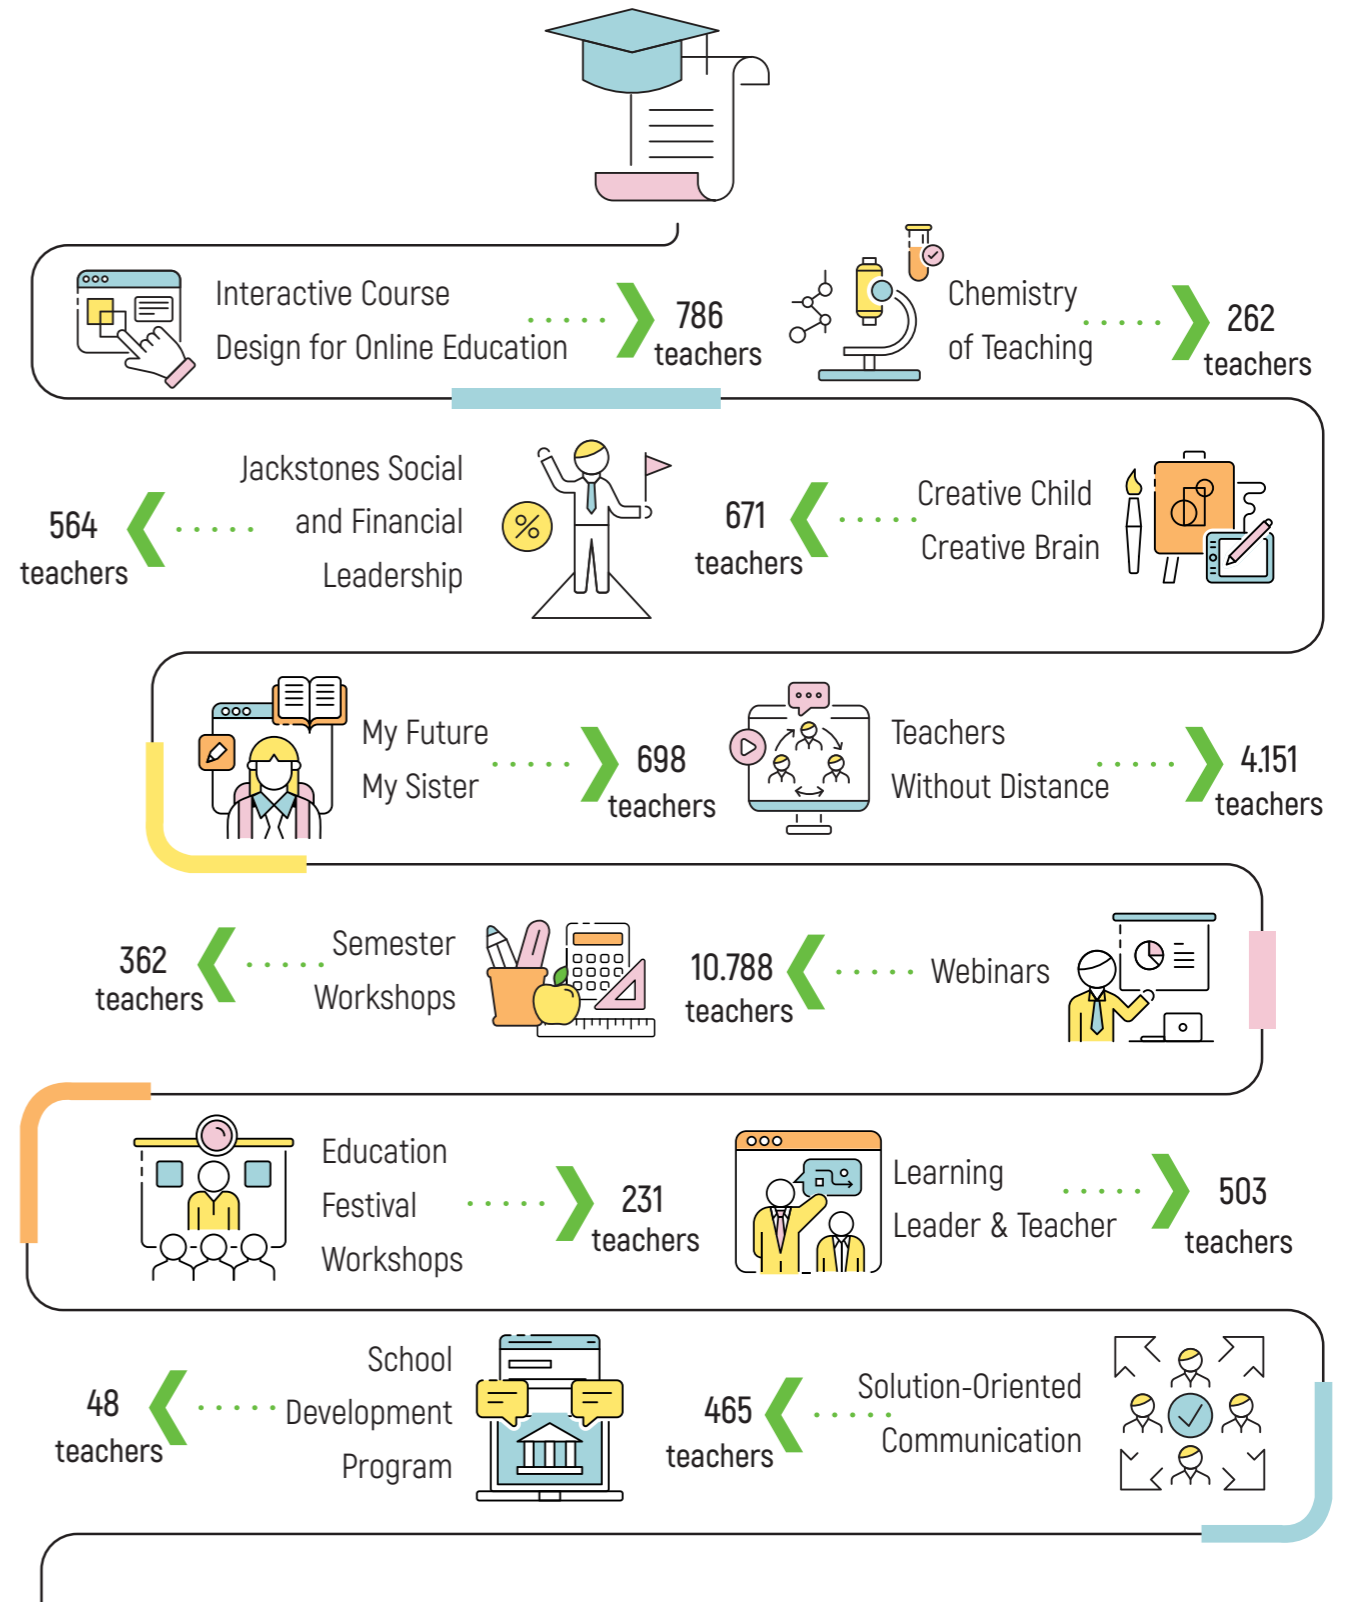 Interactive Course
Design for Online Education
786
teachers
Chemistry
of Teaching
262
teachers
Creative Child
Creative Brain
671
teachers
Jackstones Social
and Financial
Leadership
564
teachers
My Future
My Sister
698
teachers
Teachers
Without Distance
4.151
teachers
Webinars
10.788
teachers
Semester
Workshops
362
teachers
Education
Festival
Workshops
231
teachers
Learning
Leader & Teacher
503
teachers
Solution-Oriented
Communication
465
teachers
School
Development
Program
48
teachers
%